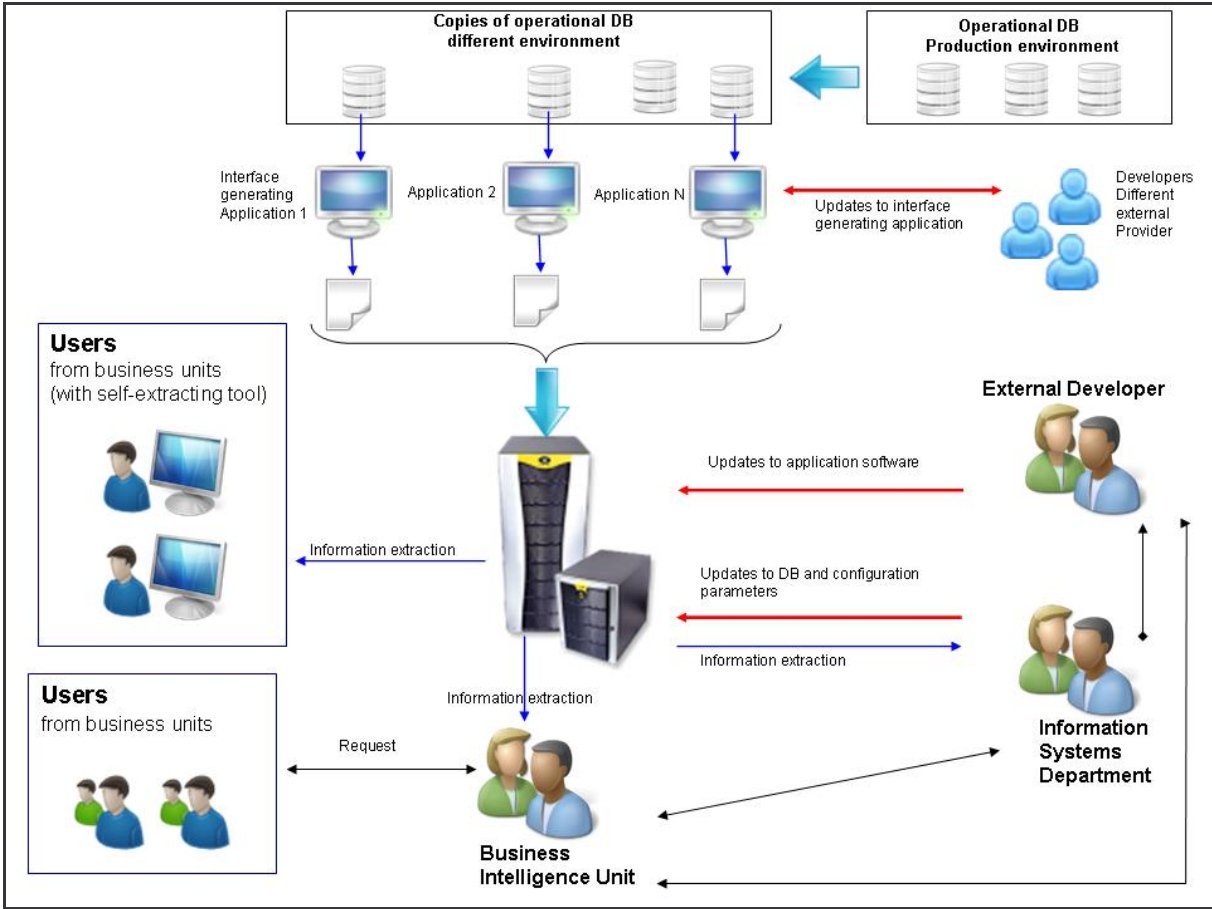 Copies of operational DB
different environment
Operational DB
Production environment
Interface
generating
Application 1
Application 2
Application N
Updates to interface
generating application
Developers
Different
external
Provider
Users
from business units
(with self-extracting tool)
External Developer
Updates to application software
Information extraction
Updates to DB and configuration
parameters
Information extraction
Information extraction
Users
from business units
Request
Information
Systems
Department
Business
Intelligence Unit